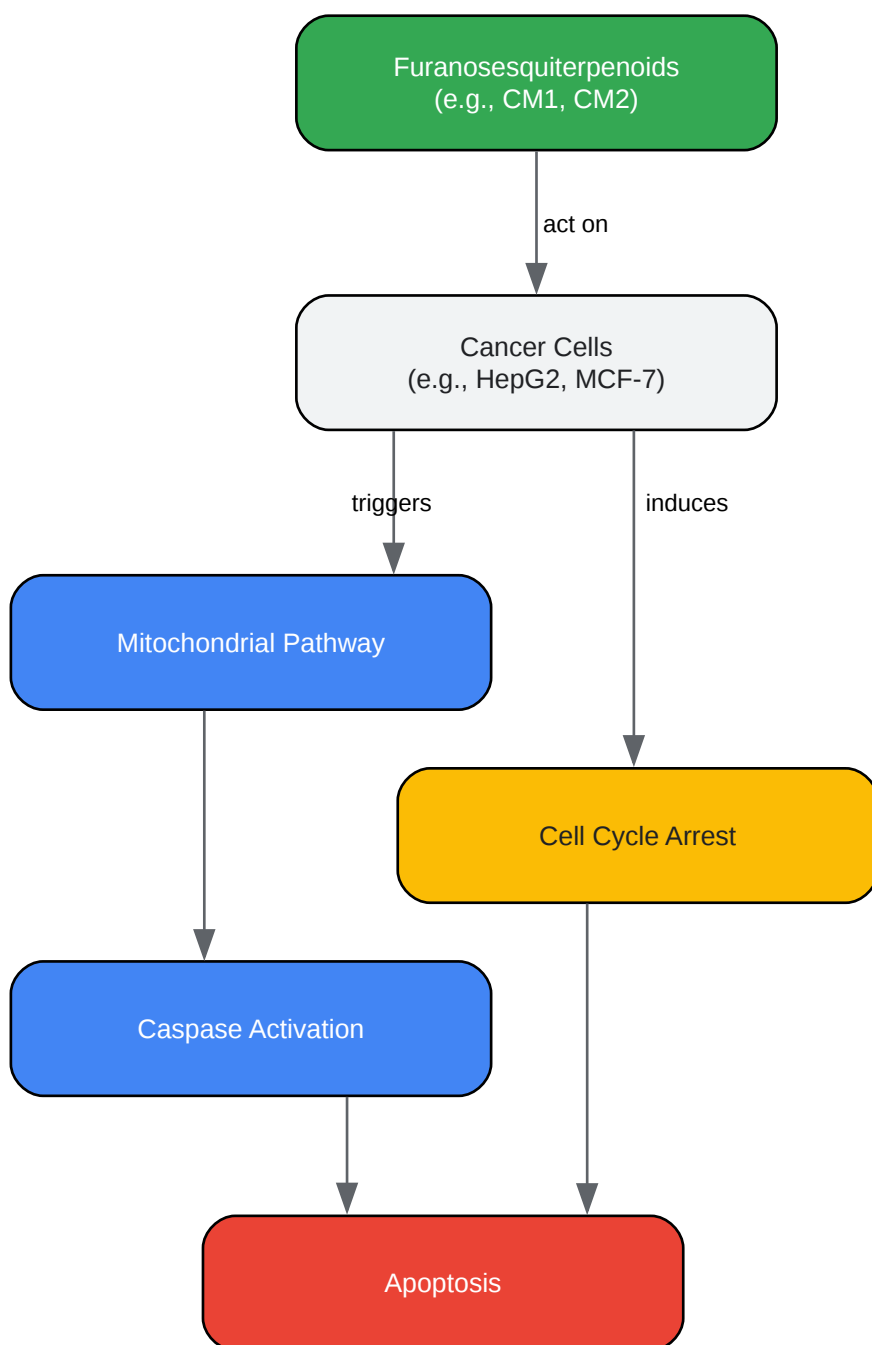 Furanosesquiterpenoids
(e.g., CM1, CM2)
act on
Cancer Cells
(e.g., HepG2, MCF-7)
triggers
induces
Mitochondrial Pathway
Cell Cycle Arrest
Caspase Activation
Apoptosis